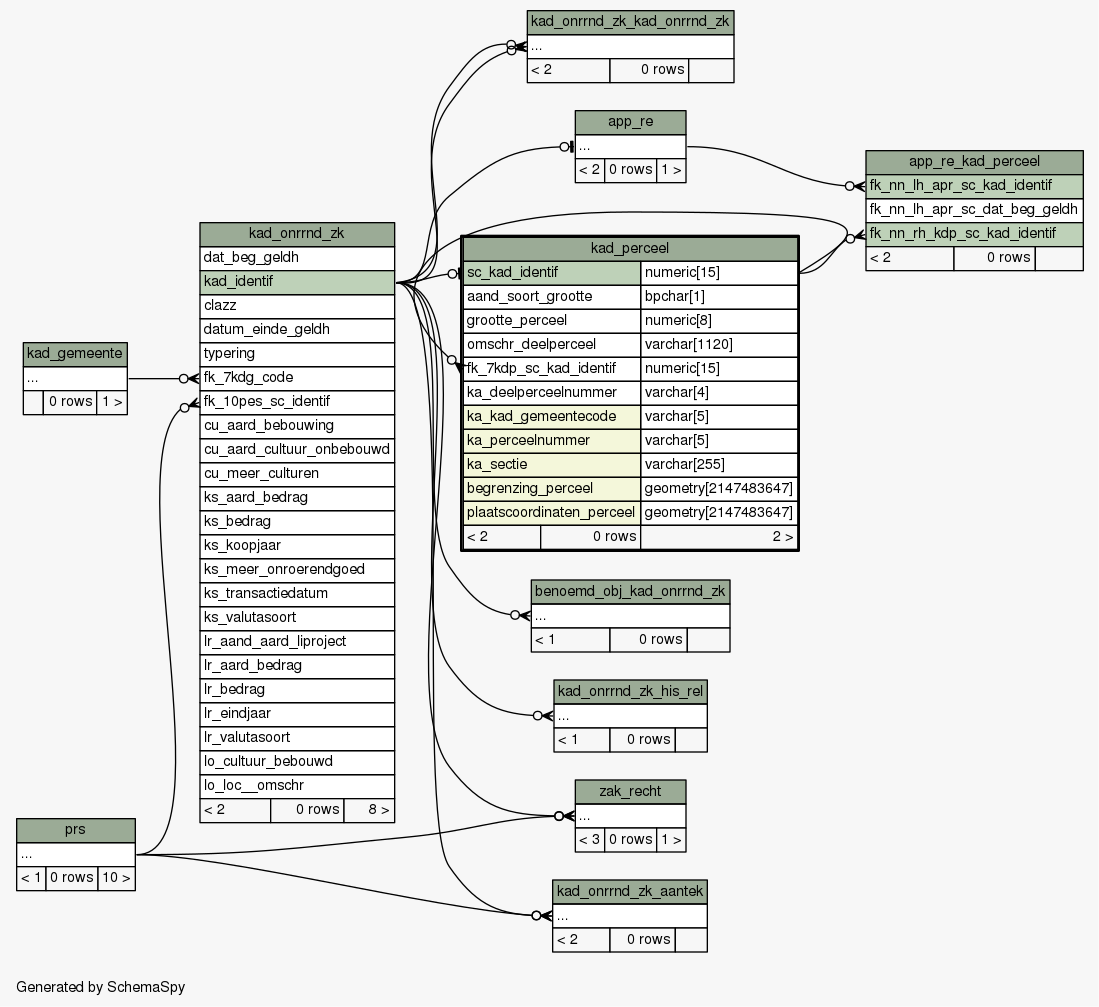 kad_onrrnd_zk_kad_onrrnd_zk
...
< 2 0 rows
app_re
...
< 2 0 rows 1 >
app_re_kad_perceel
fk_nn_lh_apr_sc_kad_identif
fk_nn_lh_apr_sc_dat_beg_geldh
fk_nn_rh_kdp_sc_kad_identif
< 2 0 rows
kad_onrrnd_zk
dat_beg_geldh
kad_identif
clazz
datum_einde_geldh
typering
fk_7kdg_code
fk_10pes_sc_identif
cu_aard_bebouwing
cu_aard_cultuur_onbebouwd
cu_meer_culturen
ks_aard_bedrag
ks_bedrag
ks_koopjaar
ks_meer_onroerendgoed
ks_transactiedatum
ks_valutasoort
lr_aand_aard_liproject
lr_aard_bedrag
lr_bedrag
lr_eindjaar
lr_valutasoort
lo_cultuur_bebouwd
lo_loc__omschr
< 2 0 rows 8 >
kad_perceel
sc_kad_identif numeric[15]
aand_soort_grootte bpchar[1]
grootte_perceel numeric[8]
omschr_deelperceel varchar[1120]
fk_7kdp_sc_kad_identif numeric[15]
ka_deelperceelnummer varchar[4]
ka_kad_gemeentecode varchar[5]
ka_perceelnummer varchar[5]
ka_sectie varchar[255]
begrenzing_perceel geometry[2147483647]
plaatscoordinaten_perceel geometry[2147483647]
< 2 0 rows 2 >
kad_gemeente
...
0 rows 1 >
benoemd_obj_kad_onrrnd_zk
...
< 1 0 rows
kad_onrrnd_zk_his_rel
...
< 1 0 rows
zak_recht
...
< 3 0 rows 1 >
prs
...
< 1 0 rows 10 >
kad_onrrnd_zk_aantek
...
< 2 0 rows
Generated by SchemaSpy